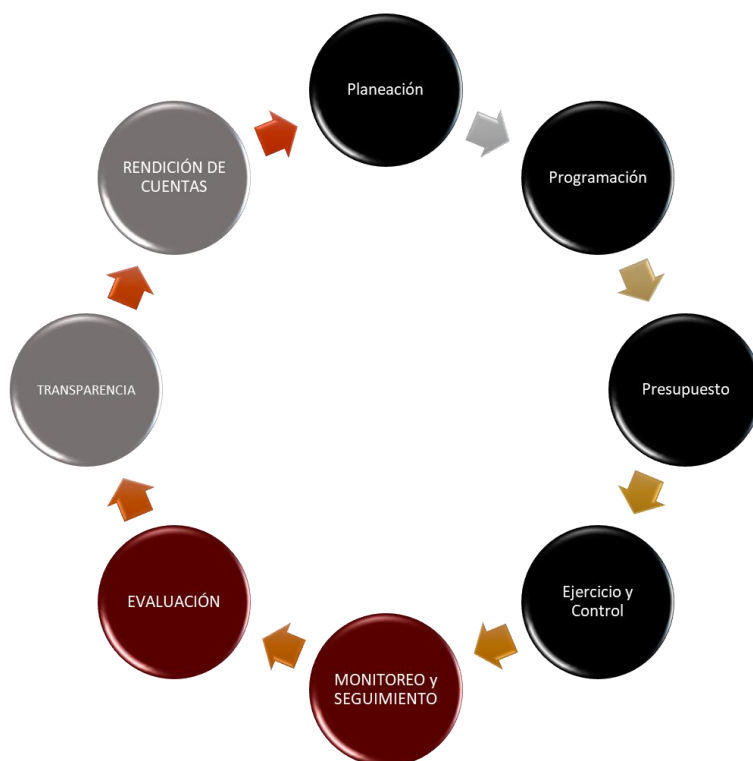 Planeación
Programación
Presupuesto
Ejercicio y
Control
MONITOREO y
SEGUIMIENTO
EVALUACIÓN
TRANSPARENCIA
RENDICIÓN DE
CUENTAS